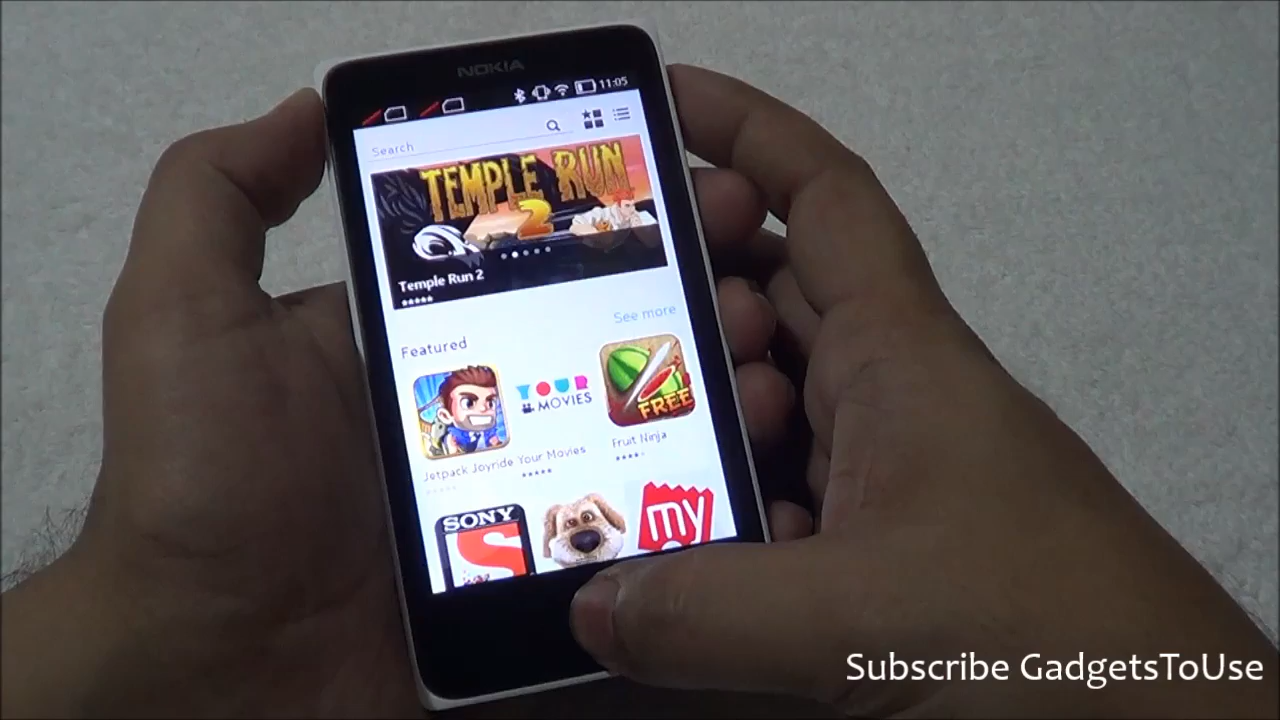 NOKIA
11:05
Search
TEMPLE RUN
2
Temple Run 2
See more
Featured
YOUR
MOVIES
FREE
Jetpack Joyride
Your Movies
Fruit Ninja
SONY
S
my
Subscribe GadgetsToUse